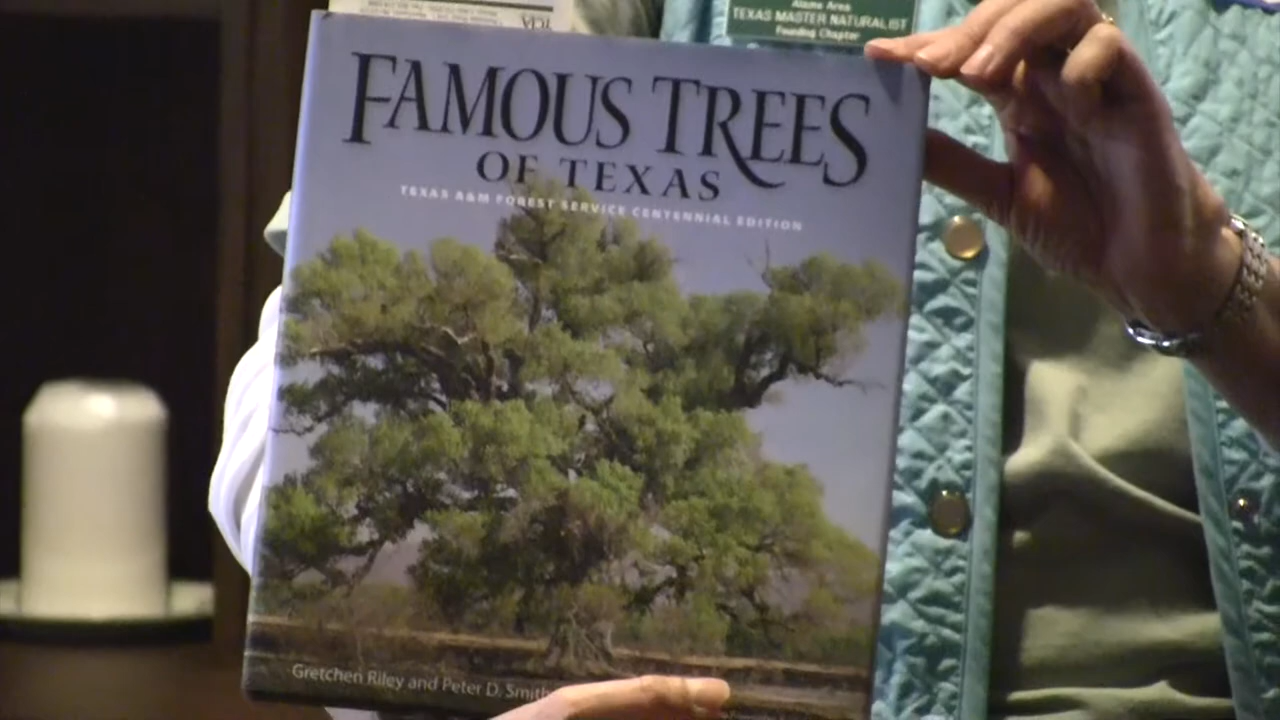 Alamo Area
TEXAS MASTER NATURALIST
Founding Chapter
FAMOUS TREES
OF TEXAS
TEXAS A&M FOREST SERVICE CENTENNIAL EDITION
Gretchen Riley and Peter D. Smith